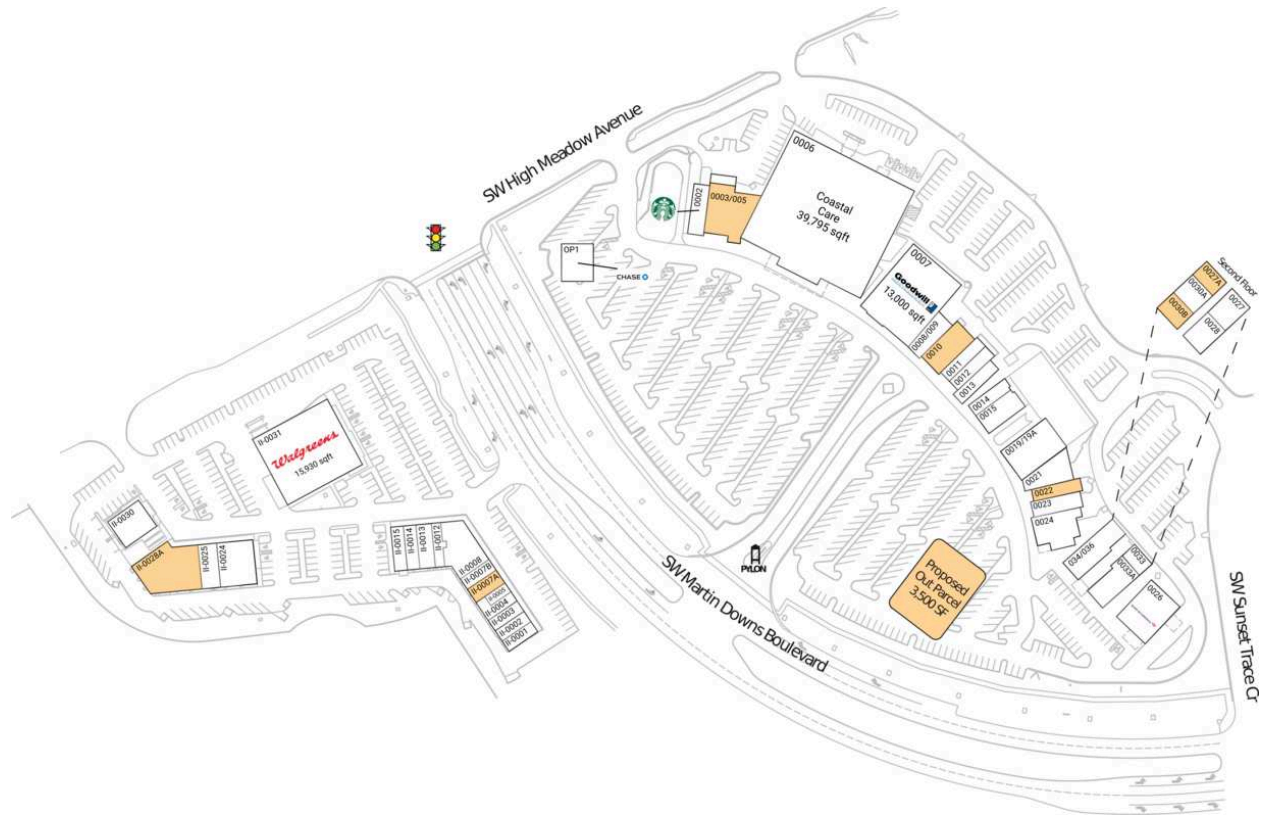 SW High Meadow Avenue
0006
Coastal
Care
39,795 sqft
0002
0003/005
OP1
CHASE
0007
Goodwill
13,000 sqft
0008/009
0010
0011
0012
0013
0014
0015
0019/19A
0021
0022
0023
0024
034/036
0033
0033A
0026
Second Floor
0027A
0030A
0030B
0027
0028
II-0031
Walgreens
15,930 sqft
II-0030
II-0028A
II-0025
II-0024
II-0015
II-0014
II-0013
II-0012
II-0008
II-0007B
II-0007A
II-0005
II-0004
II-0003
II-0002
II-0001
PYLON
Proposed
Out Parcel
3,500 SF
SW Martin Downs Boulevard
SW Sunset Trace Cr